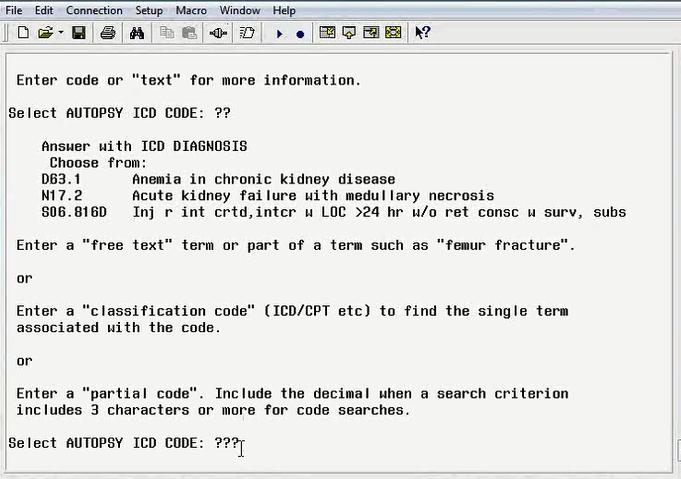 File Edit Connection Setup Macro Window Help
Enter code or "text" for more information.
Select AUTOPSY ICD CODE: ??
Answer with ICD DIAGNOSIS
Choose from:
D63.1 Anemia in chronic kidney disease
N17.2 Acute kidney failure with medullary necrosis
S06.816D Inj r int crtd,intcr w LOC >24 hr w/o ret consc w surv, subs
Enter a "free text" term or part of a term such as "femur fracture".
or
Enter a "classification code" (ICD/CPT etc) to find the single term
associated with the code.
or
Enter a "partial code". Include the decimal when a search criterion
includes 3 characters or more for code searches.
Select AUTOPSY ICD CODE: ???